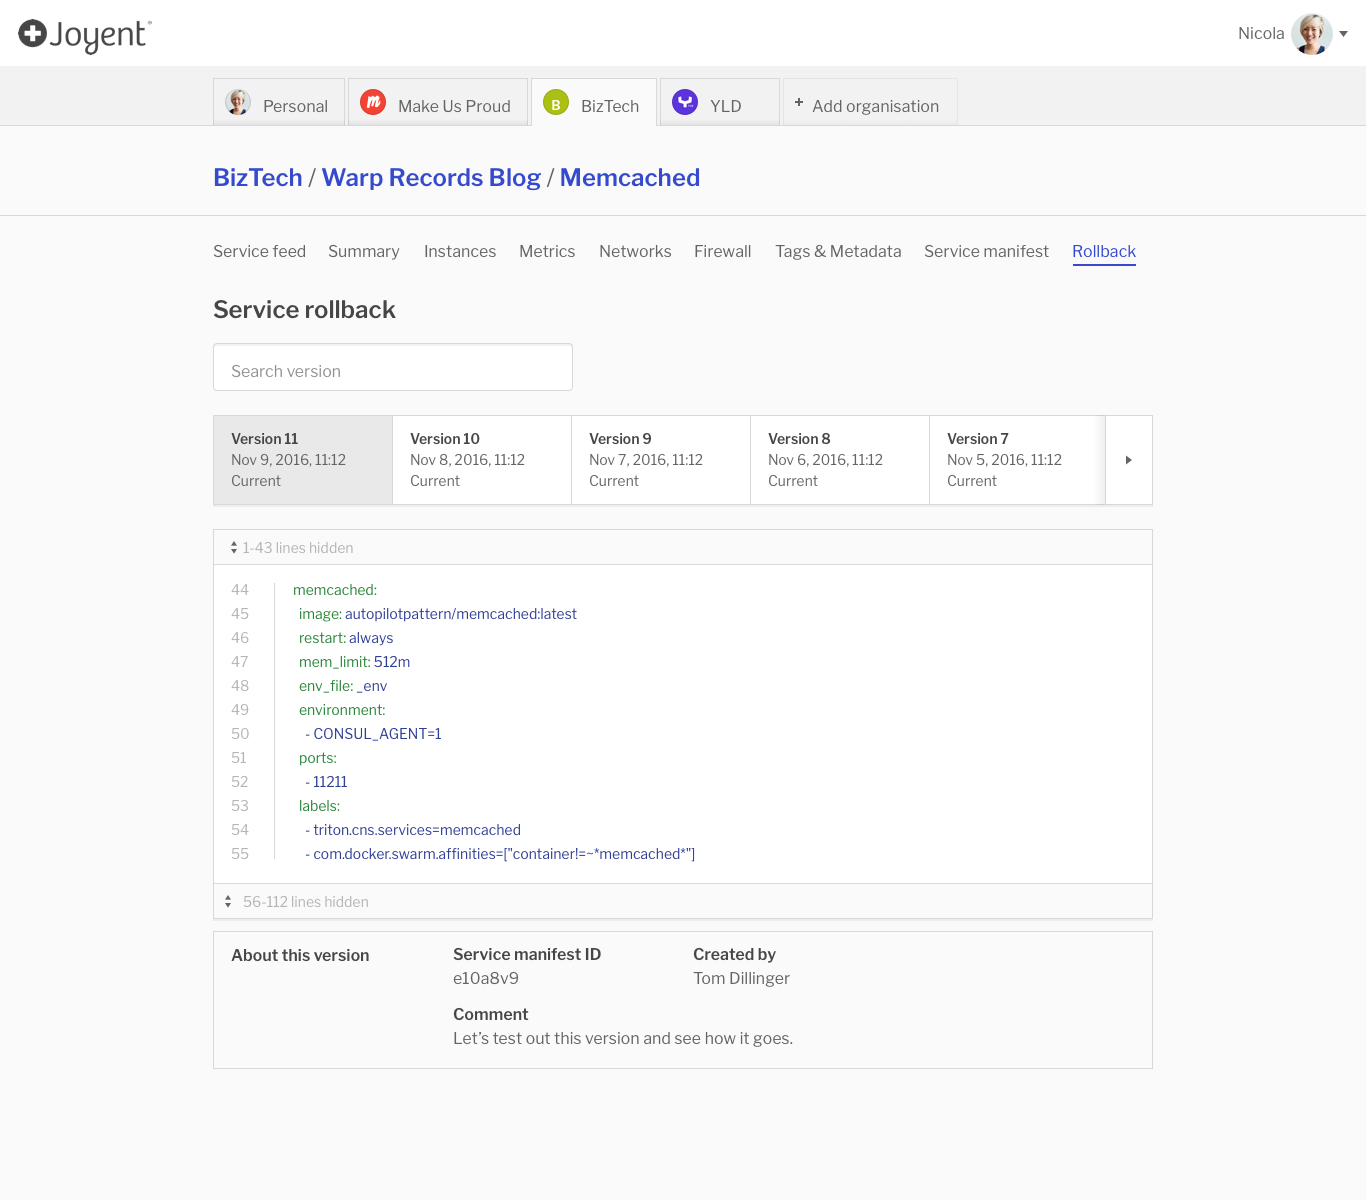 Joyent
Nicola
Personal
Make Us Proud
B BizTech
YLD
+ Add organisation
BizTech / Warp Records Blog / Memcached
Service feed Summary Instances Metrics Networks Firewall Tags & Metadata Service manifest Rollback
Service rollback
Search version
Version 11
Nov 9, 2016, 11:12
Current
Version 10
Nov 8, 2016, 11:12
Current
Version 9
Nov 7, 2016, 11:12
Current
Version 8
Nov 6, 2016, 11:12
Current
Version 7
Nov 5, 2016, 11:12
Current
1-43 lines hidden
44 memcached:
45 image: autopilotpattern/memcached:latest
46 restart: always
47 mem_limit: 512m
48 env_file: _env
49 environment:
50 - CONSUL_AGENT=1
51 ports:
52 - 11211
53 labels:
54 - triton.cns.services=memcached
55 - com.docker.swarm.affinities=["container!=~*memcached*"]
56-112 lines hidden
About this version
Service manifest ID
e10a8v9
Created by
Tom Dillinger
Comment
Let’s test out this version and see how it goes.